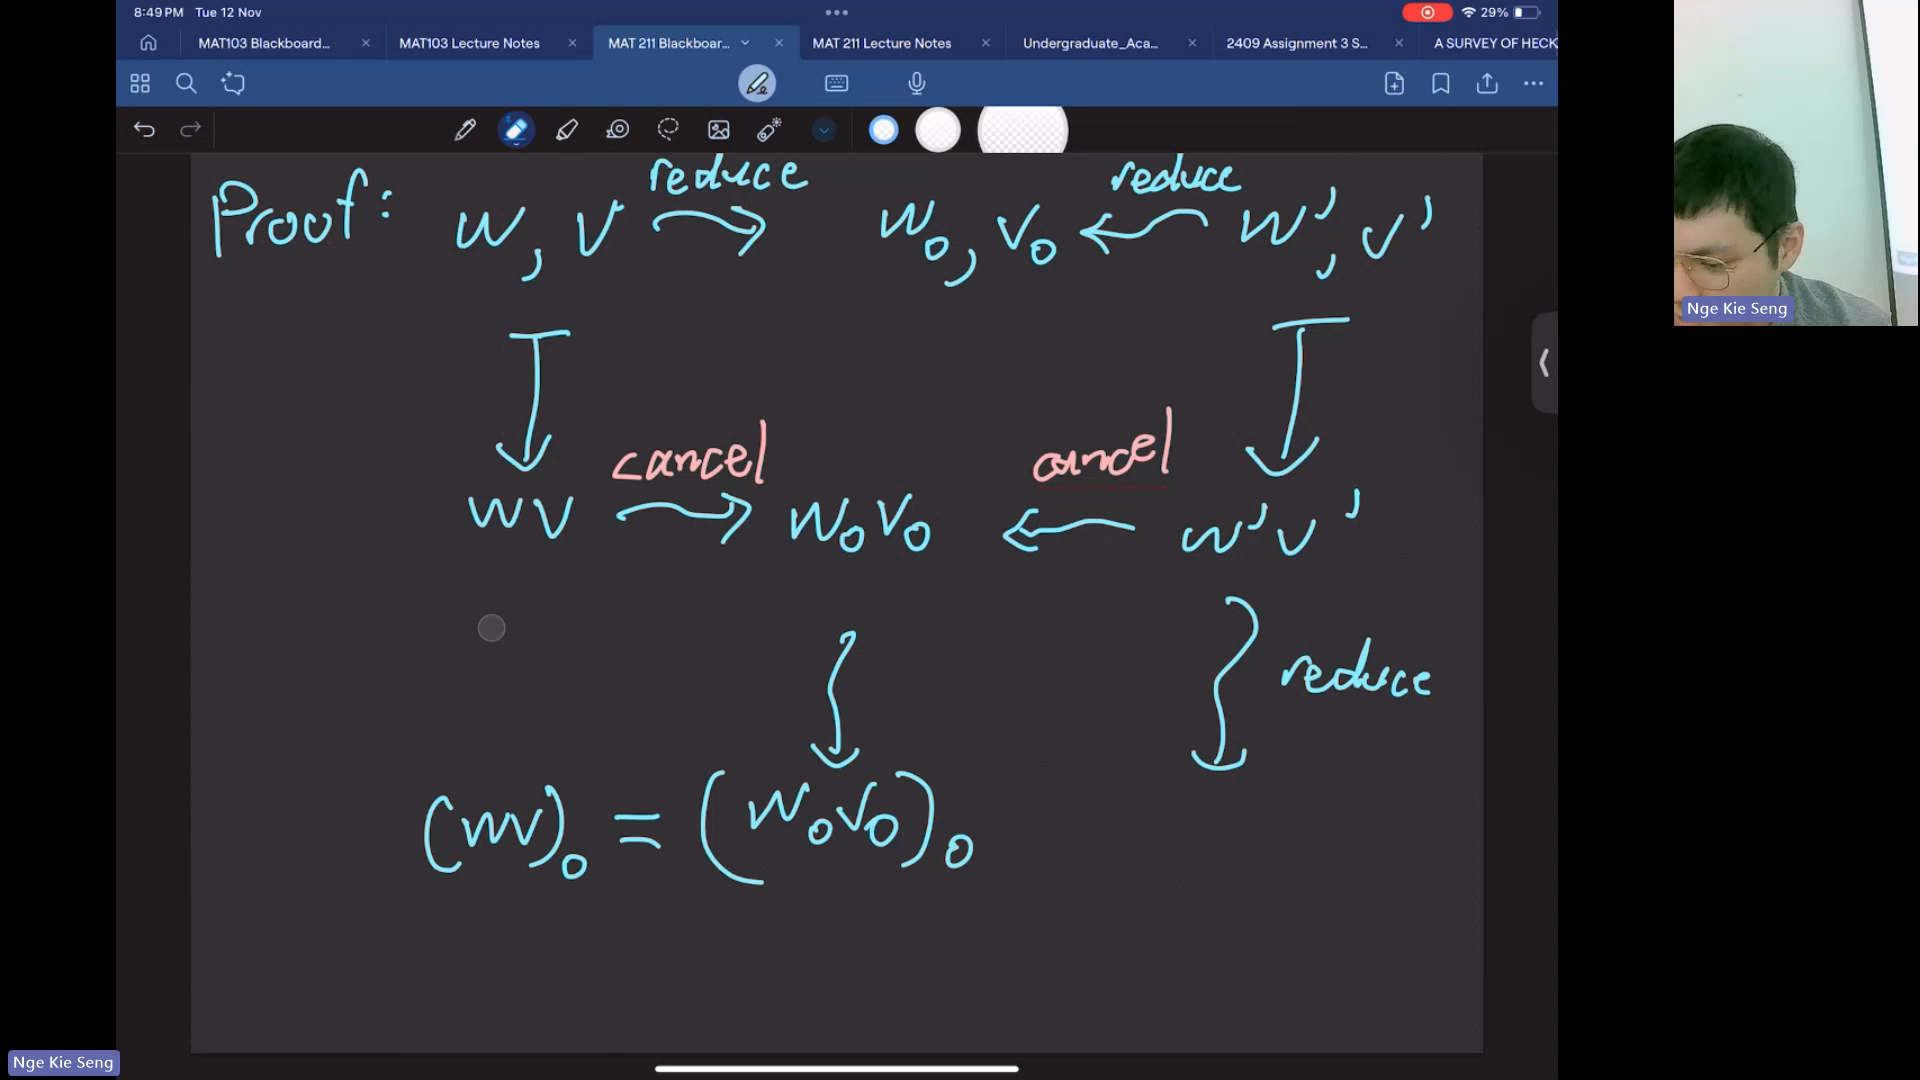 8:49 PM Tue 12 Nov
29%
MAT103 Blackboard... MAT103 Lecture Notes MAT 211 Blackboar... MAT 211 Lecture Notes Undergraduate_Aca... 2409 Assignment 3 S... A SURVEY OF HECK
reduce reduce
Proof: w, v w₀, v₀ w', v'
cancel cancel
wv w₀v₀ w'v'
reduce
(wv)₀ = (w₀v₀)₀
Nge Kie Seng
Nge Kie Seng